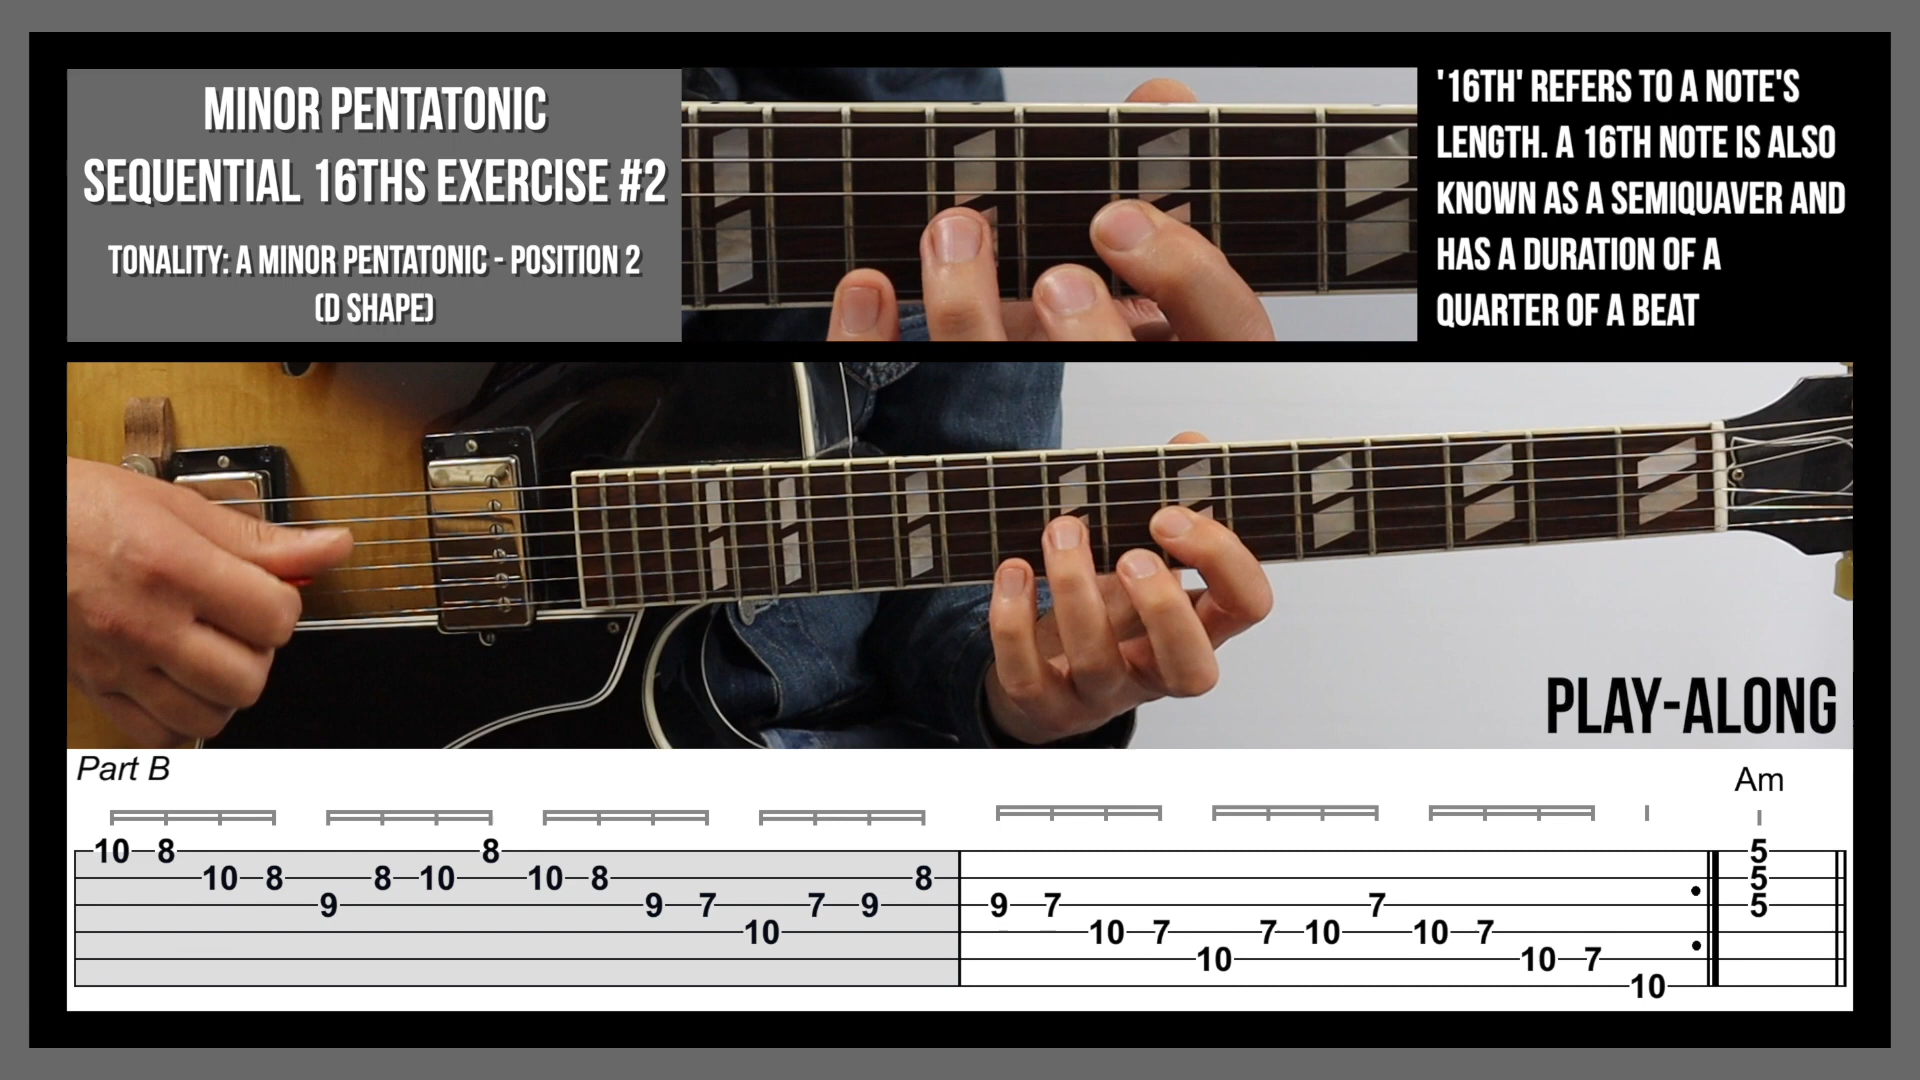 MINOR PENTATONIC
SEQUENTIAL 16THS EXERCISE #2
TONALITY: A MINOR PENTATONIC - POSITION 2
(D SHAPE)
'16TH' REFERS TO A NOTE'S
LENGTH. A 16TH NOTE IS ALSO
KNOWN AS A SEMIQUAVER AND
HAS A DURATION OF A
QUARTER OF A BEAT
PLAY-ALONG
Part B
Am
10 8 8 5
10 8 8 10 10 8 8 5
9 9 7 7 9 9 7 7 5
10 10 7 7 10 10 7
10 10 7
10